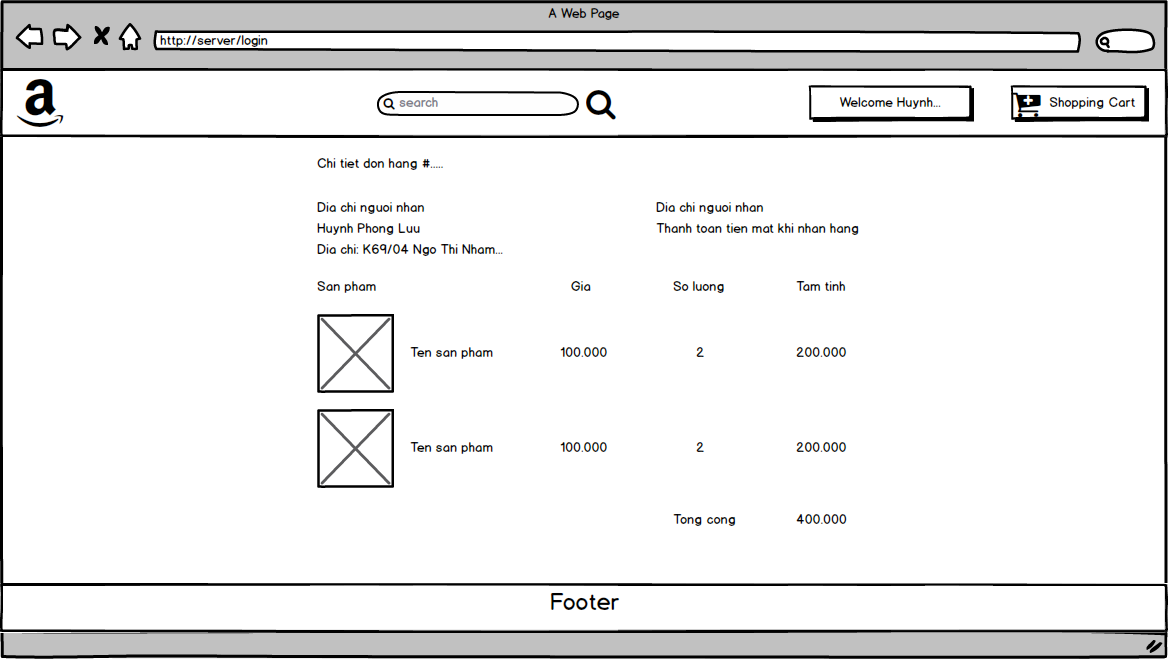 A Web Page
http://server/login
a
search
Welcome Huynh...
Shopping Cart
Chi tiet don hang #.....
Dia chi nguoi nhan
Huynh Phong Luu
Dia chi: K69/04 Ngo Thi Nham...
Dia chi nguoi nhan
Thanh toan tien mat khi nhan hang
San pham Gia So luong Tam tinh
Ten san pham 100.000 2 200.000
Ten san pham 100.000 2 200.000
Tong cong 400.000
Footer